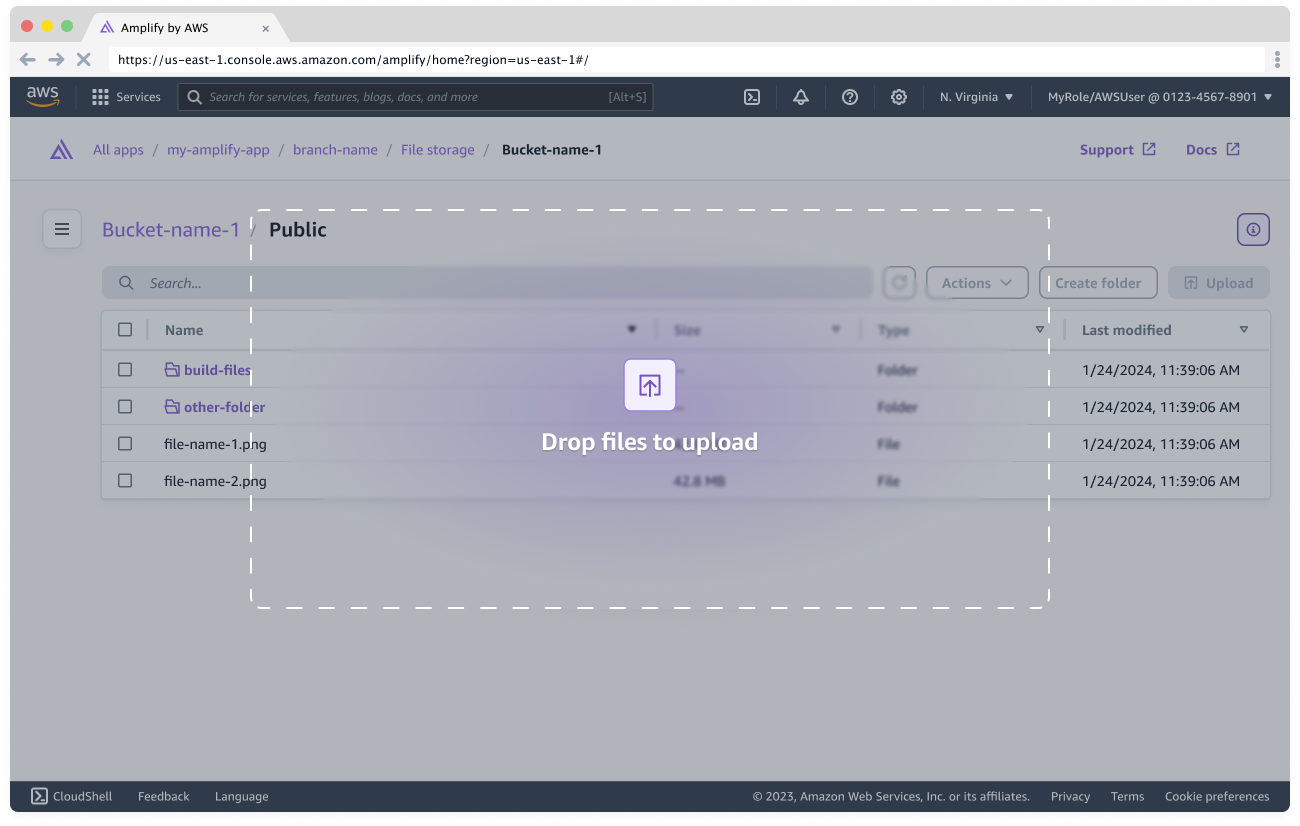 Amplify by AWS ×
https://us-east-1.console.aws.amazon.com/amplify/home?region=us-east-1#/
aws Services Search for services, features, blogs, docs, and more [Alt+S] N. Virginia MyRole/AWSUser @ 0123-4567-8901
All apps / my-amplify-app / branch-name / File storage / Bucket-name-1 Support Docs
Bucket-name-1 / Public
Search... Actions Create folder Upload
Name Size Type Last modified
build-files – Folder 1/24/2024, 11:39:06 AM
other-folder – Folder 1/24/2024, 11:39:06 AM
file-name-1.png File 1/24/2024, 11:39:06 AM
Drop files to upload
file-name-2.png 42.8 MB File 1/24/2024, 11:39:06 AM
CloudShell Feedback Language © 2023, Amazon Web Services, Inc. or its affiliates. Privacy Terms Cookie preferences